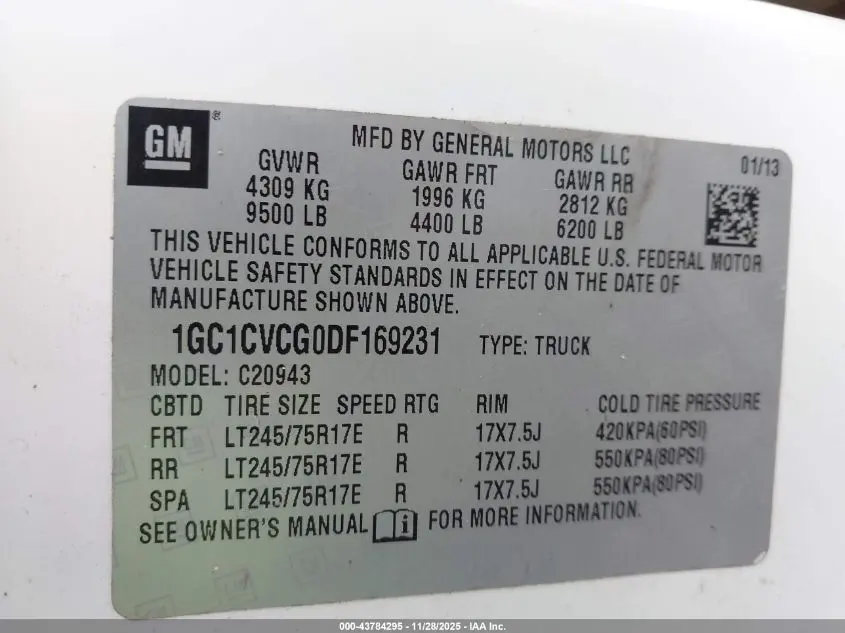 GM®
MFD BY GENERAL MOTORS LLC
01/13
GVWR GAWR FRT GAWR RR
4309 KG 1996 KG 2812 KG
9500 LB 4400 LB 6200 LB
THIS VEHICLE CONFORMS TO ALL APPLICABLE U.S. FEDERAL MOTOR
VEHICLE SAFETY STANDARDS IN EFFECT ON THE DATE OF
MANUFACTURE SHOWN ABOVE.
1GC1CVCG0DF169231 TYPE: TRUCK
MODEL: C20943
CBTD TIRE SIZE SPEED RTG RIM COLD TIRE PRESSURE
FRT LT245/75R17E R 17X7.5J 420KPA(60PSI)
RR LT245/75R17E R 17X7.5J 550KPA(80PSI)
SPA LT245/75R17E R 17X7.5J 550KPA(80PSI)
SEE OWNER'S MANUAL i FOR MORE INFORMATION.
GM GM GM
000-43784295 - 11/28/2025 - IAA Inc.